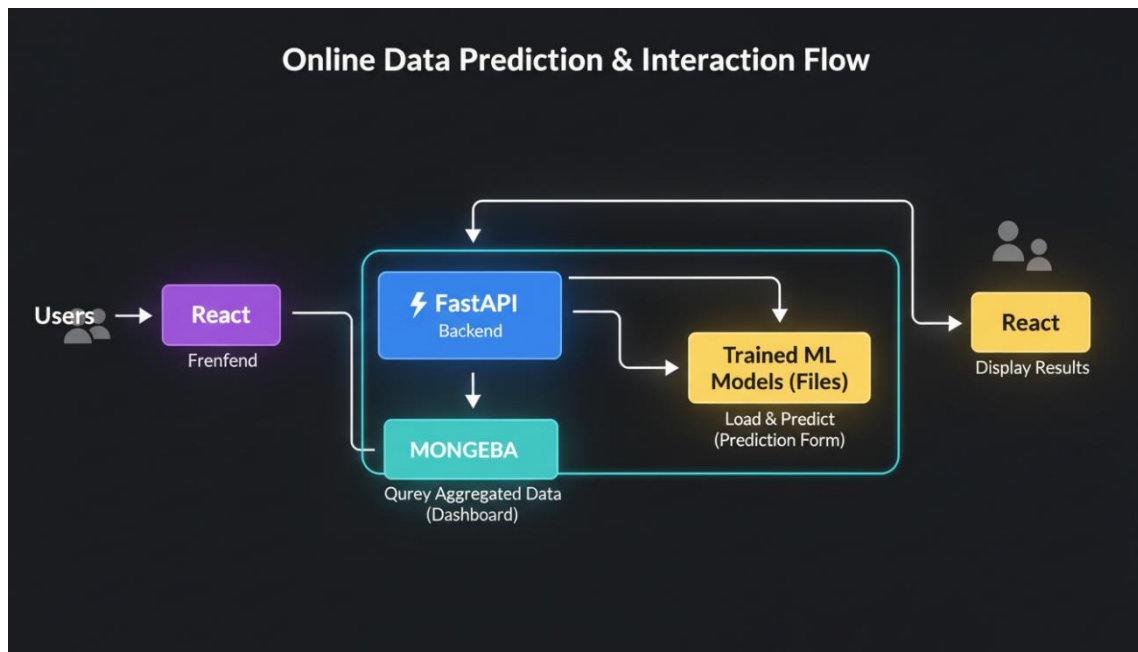 Online Data Prediction & Interaction Flow
Users
React
Frenfend
FastAPI
Backend
MONGEBA
Qurey Aggregated Data
(Dashboard)
Trained ML
Models (Files)
Load & Predict
(Prediction Form)
React
Display Results